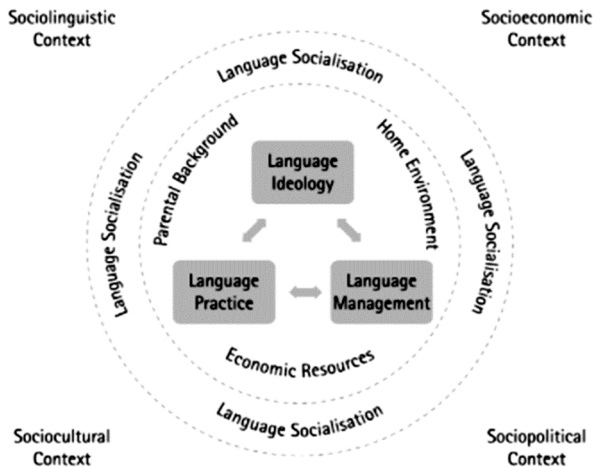 Sociolinguistic
Context
Socioeconomic
Context
Language Socialisation
Parental Background
Home Environment
Language Socialisation
Language Socialisation
Language
Ideology
Language
Practice
Language
Management
Economic Resources
Language Socialisation
Sociocultural
Context
Sociopolitical
Context